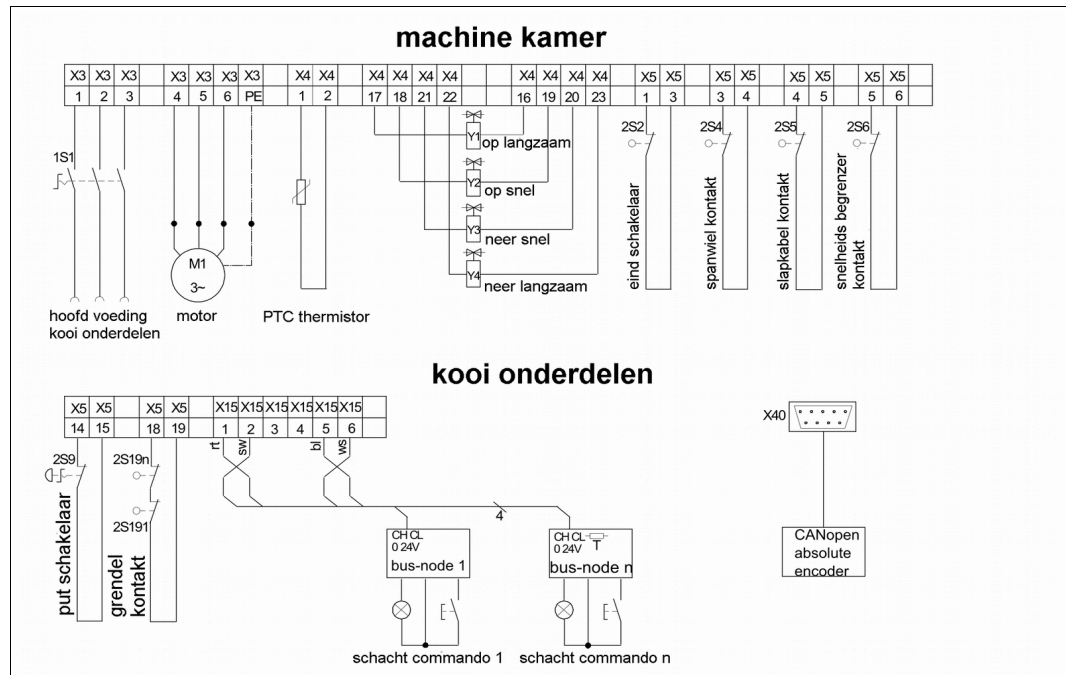 machine kamer
X3 X3 X3 X3 X3 X3 X3 X4 X4 X4 X4 X4 X4 X4 X4 X4 X4 X5 X5 X5 X5 X5 X5 X5 X5
1 2 3 4 5 6 PE 1 2 17 18 21 22 16 19 20 23 1 3 3 4 4 5 5 6
1S1
2S2 2S4 2S5 2S6
Y1 op langzaam
Y2 op snel
Y3 neer snel
Y4 neer langzaam
M1
3~
hoofd voeding
kooi onderdelen
motor
PTC thermistor
eind schakelaar
spanwiel kontakt
slapkabel kontakt
snelheids begrenzer
kontakt
kooi onderdelen
X5 X5 X5 X5 X15 X15 X15 X15 X15 X15
14 15 18 19 1 2 3 4 5 6
rt sw bl ws
2S9
2S19n
2S191
put schakelaar
grendel
kontakt
4
CH CL
0 24V
bus-node 1
CH CL
0 24V T
bus-node n
schacht commando 1
schacht commando n
X40
CANopen
absolute
encoder